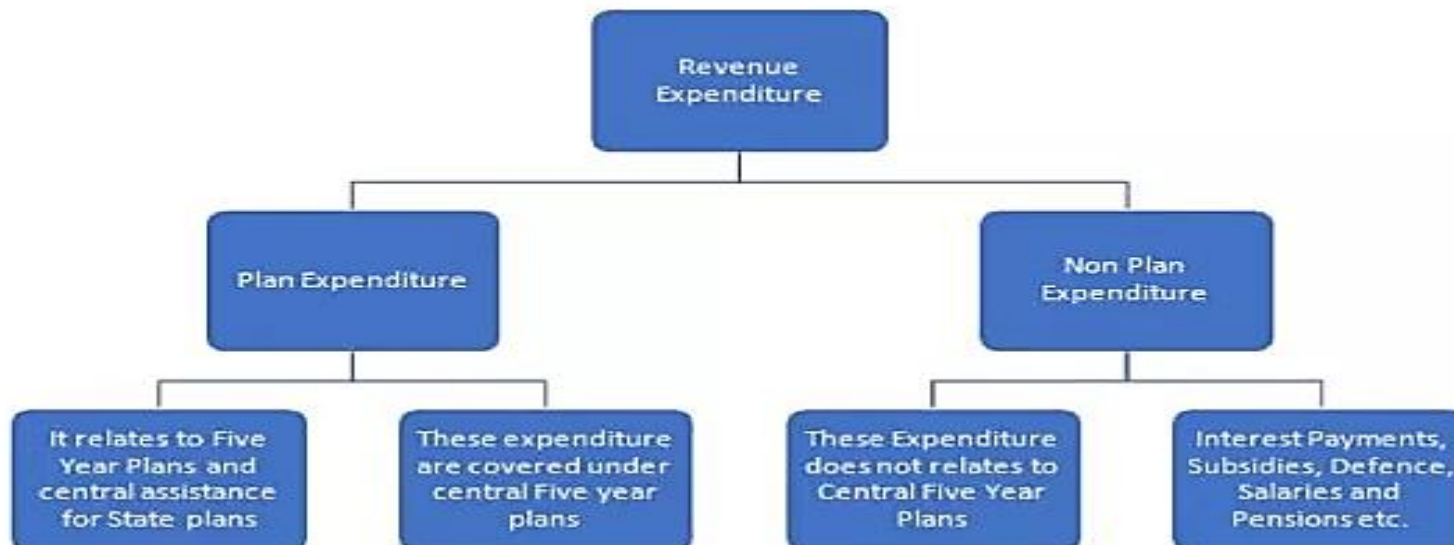 Revenue
Expenditure
Plan Expenditure
Non Plan
Expenditure
It relates to Five
Year Plans and
central assistance
for State plans
These expenditure
are covered under
central Five year
plans
These Expenditure
does not relates to
Central Five Year
Plans
Interest Payments,
Subsidies, Defence,
Salaries and
Pensions etc.